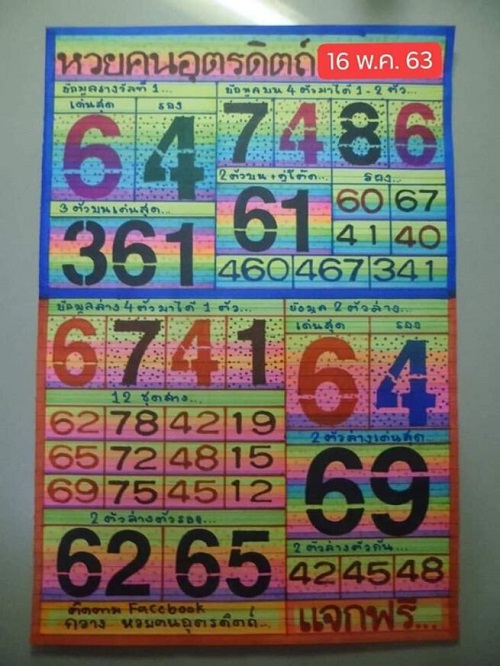 หวยคนอุตรดิตถ์ 16 พ.ค. 63
ข้อมูลรางวัลที่ 1...
เด่นสุด รอง
6 4
ข้อมูลบน 4 ตัวมาได้ 1-2 ตัว...
7 4 8 6
3 ตัวบนเด่นสุด...
361
2 ตัวบน + คู่โต๊ด...
61
รอง...
60 67
41 40
460 467 341
ข้อมูลล่าง 4 ตัวมาได้ 1 ตัว...
6 7 4 1
12 ชุดล่าง...
62 78 42 19
65 72 48 15
69 75 45 12
2 ตัวล่างตัวรอง...
62 65
ข้อมูล 2 ตัวล่าง...
เด่นสุด รอง
6 4
2 ตัวล่างเด่นสุด
69
2 ตัวล่างตัวกัน...
42 45 48
ติดตาม Facebook
กวาง หวยคนอุตรดิตถ์...
แจกฟรี...